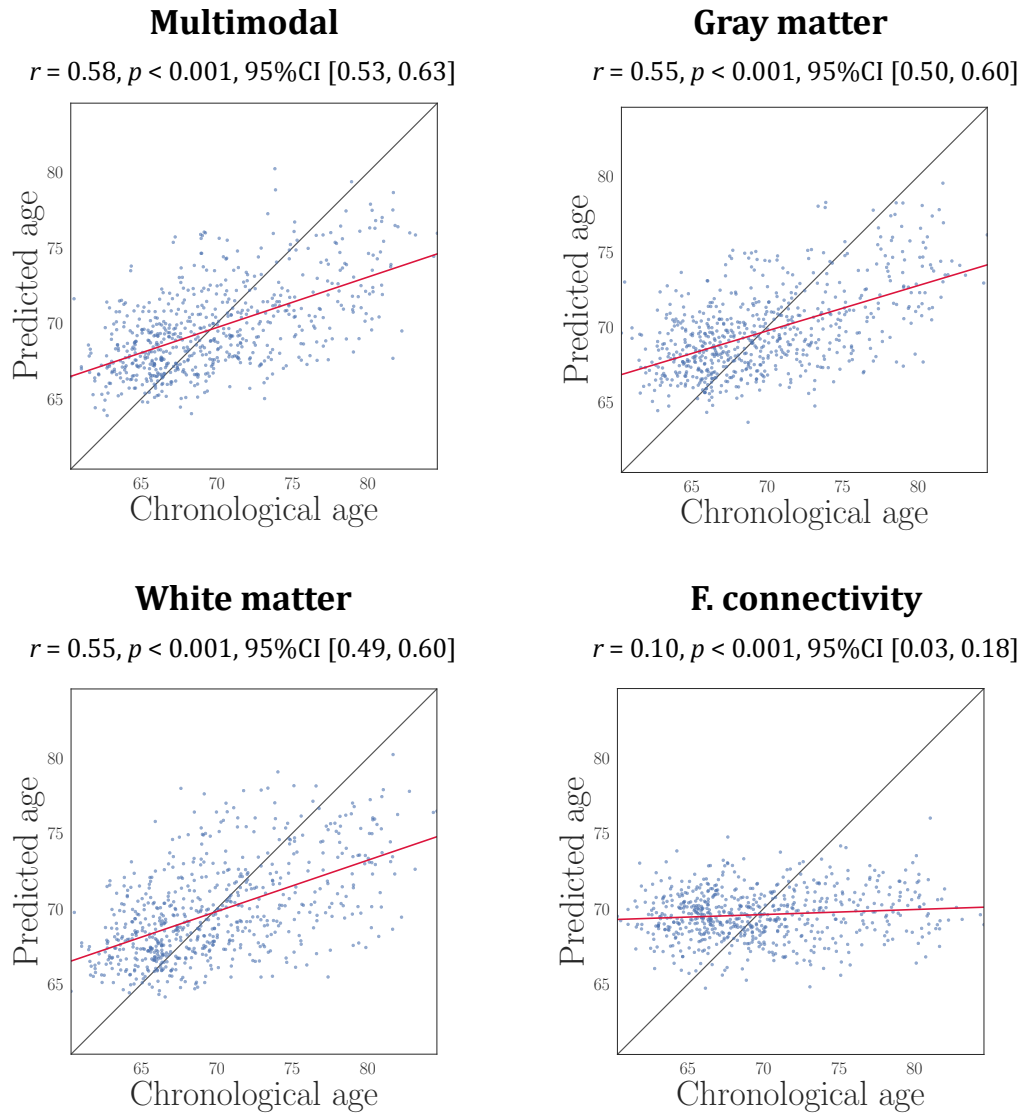 Multimodal
r = 0.58, p < 0.001, 95%CI [0.53, 0.63]
80
75
70
65
Predicted age
65 70 75 80
Chronological age
Gray matter
r = 0.55, p < 0.001, 95%CI [0.50, 0.60]
80
75
70
65
Predicted age
65 70 75 80
Chronological age
White matter
r = 0.55, p < 0.001, 95%CI [0.49, 0.60]
80
75
70
65
Predicted age
65 70 75 80
Chronological age
F. connectivity
r = 0.10, p < 0.001, 95%CI [0.03, 0.18]
80
75
70
65
Predicted age
65 70 75 80
Chronological age